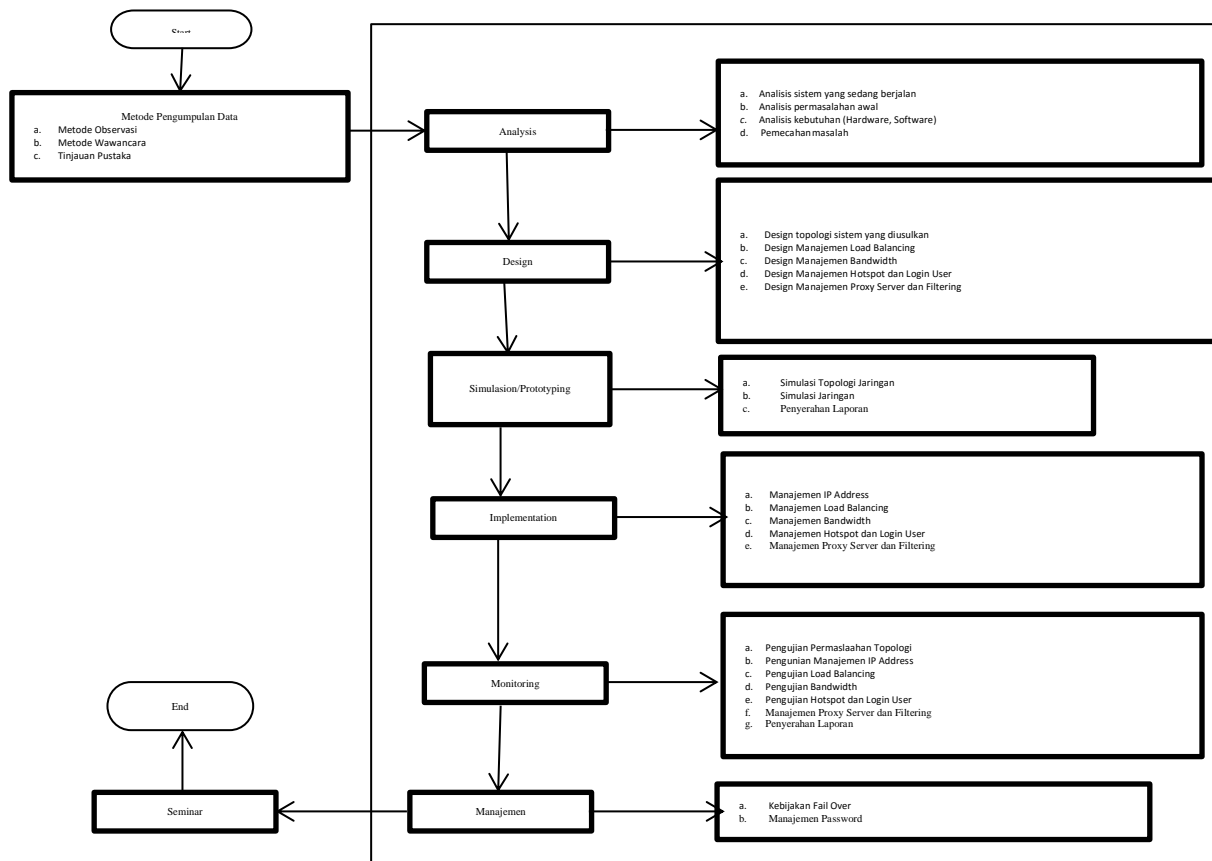 Metode Pengumpulan Data
a. Metode Observasi
b. Metode Wawancara
c. Tinjauan Pustaka
Analysis
a. Analisis sistem yang sedang berjalan
b. Analisis permasalahan awal
c. Analisis kebutuhan (Hardware, Software)
d. Pemecahan masalah
Design
a. Design topologi sistem yang diusulkan
b. Design Manajemen Load Balancing
c. Design Manajemen Bandwidth
d. Design Manajemen Hotspot dan Login User
e. Design Manajemen Proxy Server dan Filtering
Simulasion/Prototyping
a. Simulasi Topologi Jaringan
b. Simulasi Jaringan
c. Penyerahan Laporan
Implementation
a. Manajemen IP Address
b. Manajemen Load Balancing
c. Manajemen Bandwidth
d. Manajemen Hotspot dan Login User
e. Manajemen Proxy Server dan Filtering
Monitoring
a. Pengujian Permaslaahan Topologi
b. Pengunian Manajemen IP Address
c. Pengujian Load Balancing
d. Pengujian Bandwidth
e. Pengujian Hotspot dan Login User
f. Manajemen Proxy Server dan Filtering
g. Penyerahan Laporan
Manajemen
a. Kebijakan Fail Over
b. Manajemen Password
Seminar
End